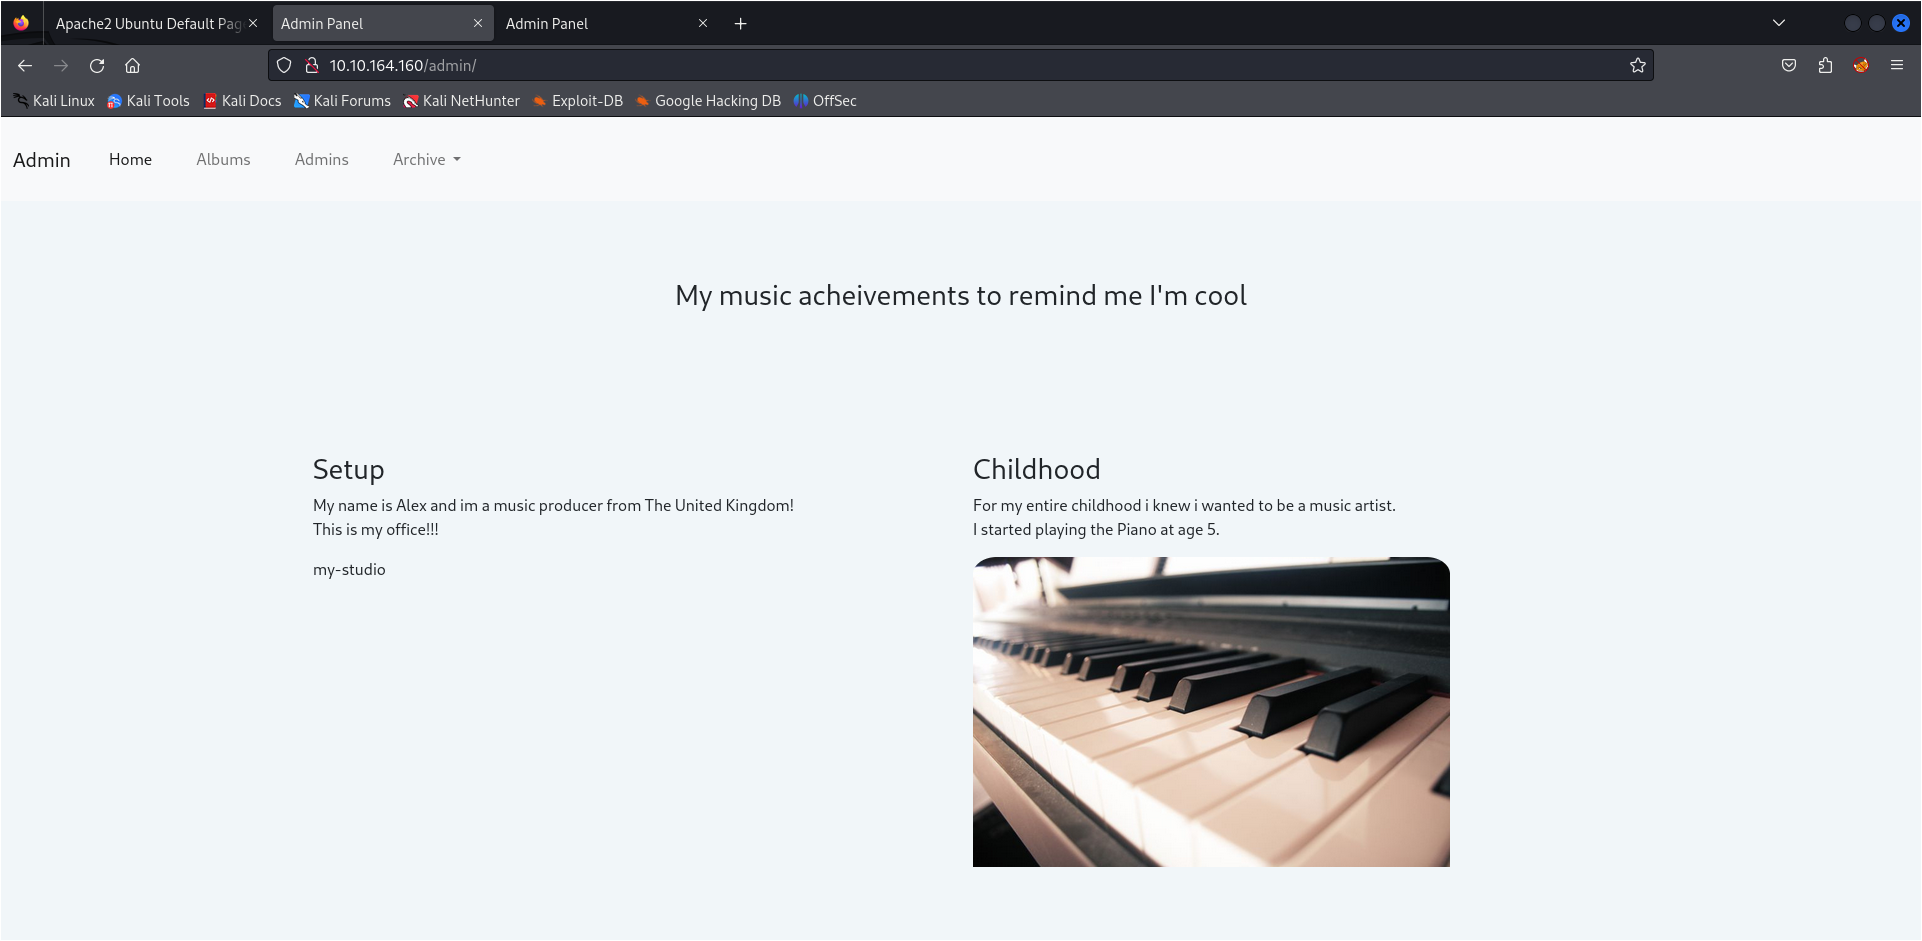 Apache2 Ubuntu Default Pag
Admin Panel
Admin Panel
10.10.164.160/admin/
Kali Linux Kali Tools Kali Docs Kali Forums Kali NetHunter Exploit-DB Google Hacking DB OffSec
Admin Home Albums Admins Archive
My music acheivements to remind me I'm cool
Setup
My name is Alex and im a music producer from The United Kingdom!
This is my office!!!
my-studio
Childhood
For my entire childhood i knew i wanted to be a music artist.
I started playing the Piano at age 5.